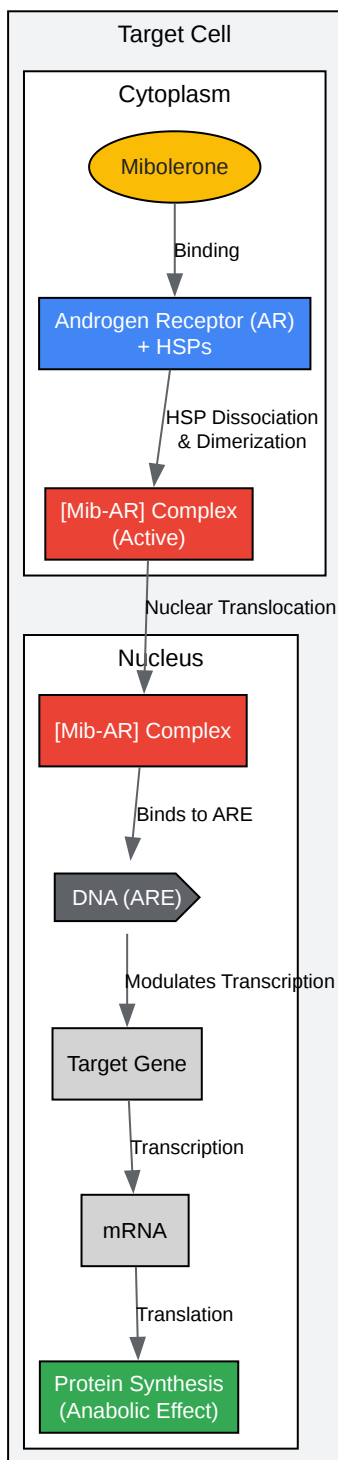 Target Cell
Cytoplasm
Mibolerone
Binding
Androgen Receptor (AR)
+ HSPs
HSP Dissociation
& Dimerization
[Mib-AR] Complex
(Active)
Nuclear Translocation
Nucleus
[Mib-AR] Complex
Binds to ARE
DNA (ARE)
Modulates Transcription
Target Gene
Transcription
mRNA
Translation
Protein Synthesis
(Anabolic Effect)